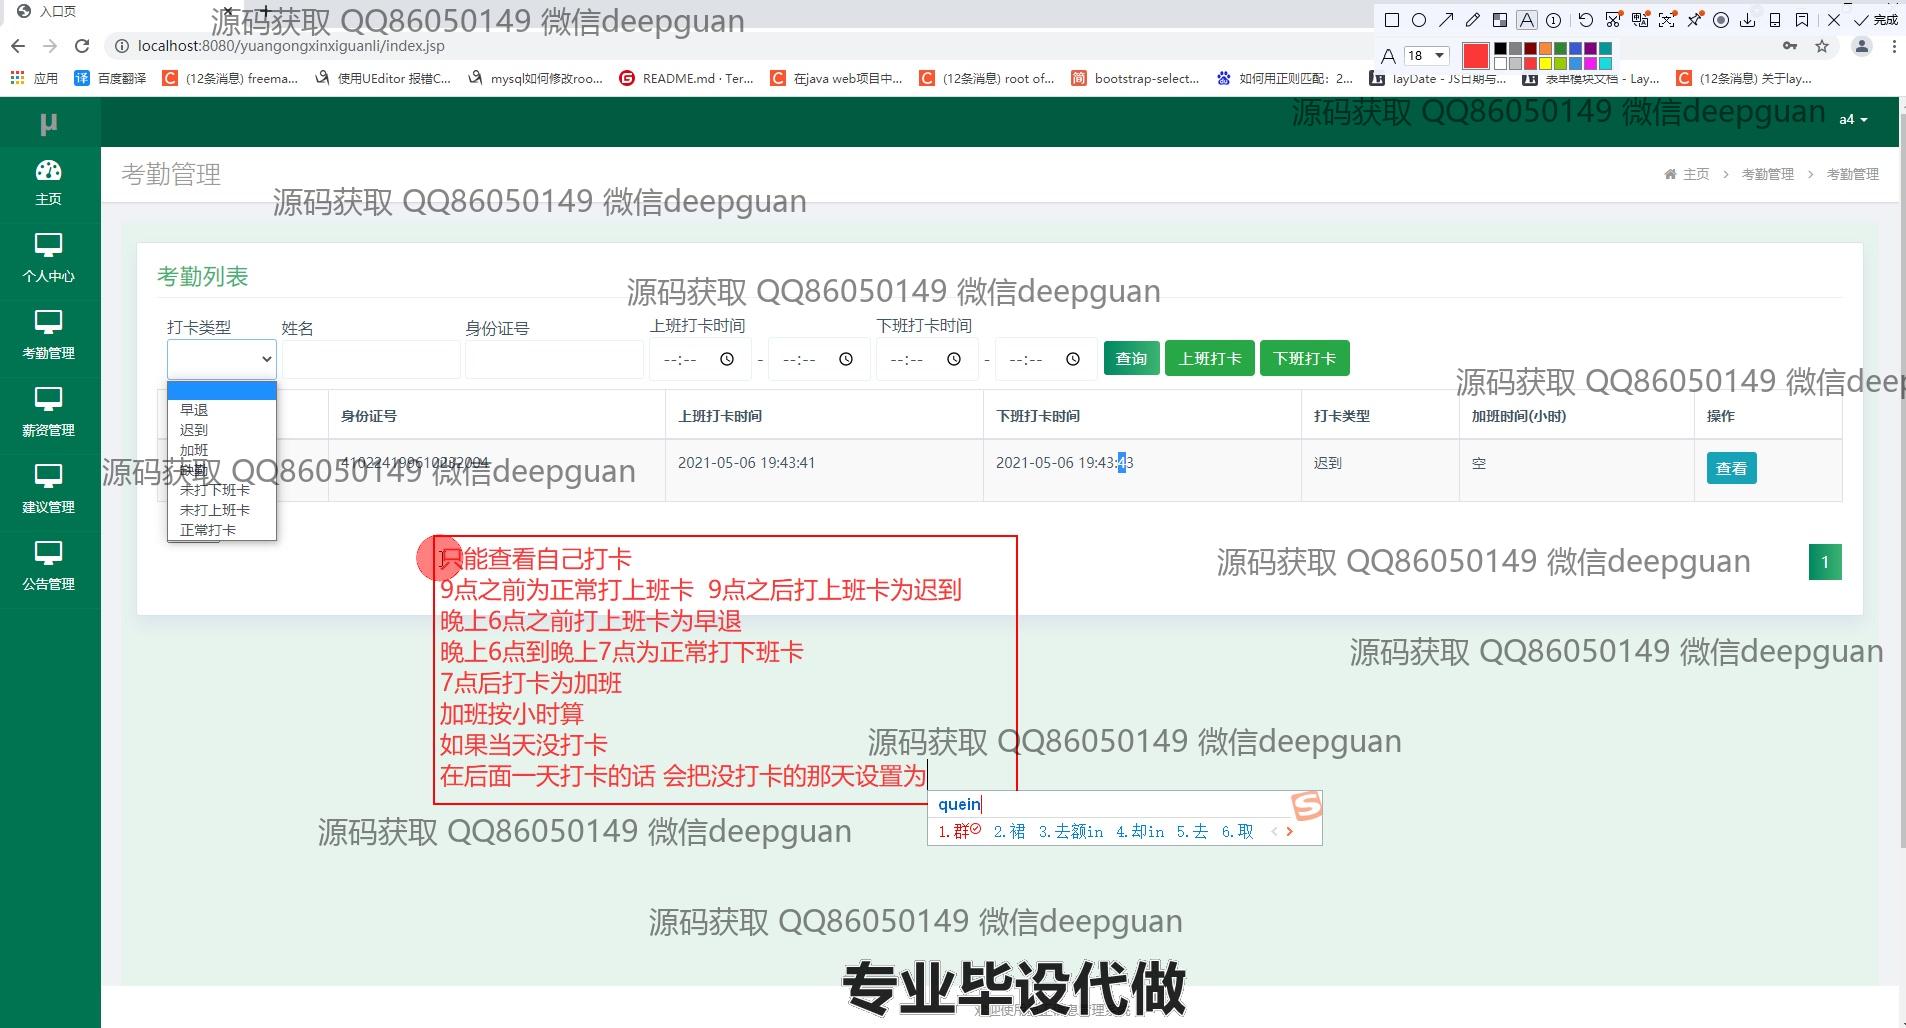 入口页
源码获取 QQ86050149 微信deepguan
18
完成
localhost:8080/yuangongxinxiguanli/index.jsp
应用 百度翻译 (12条消息) freema... 使用UEditor 报错C... mysql如何修改roo... README.md · Ter... 在java web项目中... (12条消息) root of... bootstrap-select... 如何用正则匹配：2... layDate - JS日期与... 表单模块文档 - Lay... (12条消息) 关于lay...
源码获取 QQ86050149 微信deepguan
a4
μ
主页
个人中心
考勤管理
薪资管理
建议管理
公告管理
考勤管理
主页 > 考勤管理 > 考勤管理
源码获取 QQ86050149 微信deepguan
考勤列表
源码获取 QQ86050149 微信deepguan
打卡类型 姓名 身份证号 上班打卡时间 下班打卡时间
--:-- - --:-- --:-- - --:-- 查询 上班打卡 下班打卡
源码获取 QQ86050149 微信deep
身份证号 上班打卡时间 下班打卡时间 打卡类型 加班时间(小时) 操作
410224199610232004 2021-05-06 19:43:41 2021-05-06 19:43:43 迟到 空 查看
早退
迟到
加班
缺勤
未打下班卡
未打上班卡
正常打卡
源码获取 QQ86050149 微信deepguan
源码获取 QQ86050149 微信deepguan
1
只能查看自己打卡
9点之前为正常打上班卡 9点之后打上班卡为迟到
晚上6点之前打上班卡为早退
晚上6点到晚上7点为正常打下班卡
7点后打卡为加班
加班按小时算
如果当天没打卡
在后面一天打卡的话 会把没打卡的那天设置为
源码获取 QQ86050149 微信deepguan
源码获取 QQ86050149 微信deepguan
quein
1.群 2.裙 3.去额in 4.却in 5.去 6.取
源码获取 QQ86050149 微信deepguan
源码获取 QQ86050149 微信deepguan
专业毕设代做